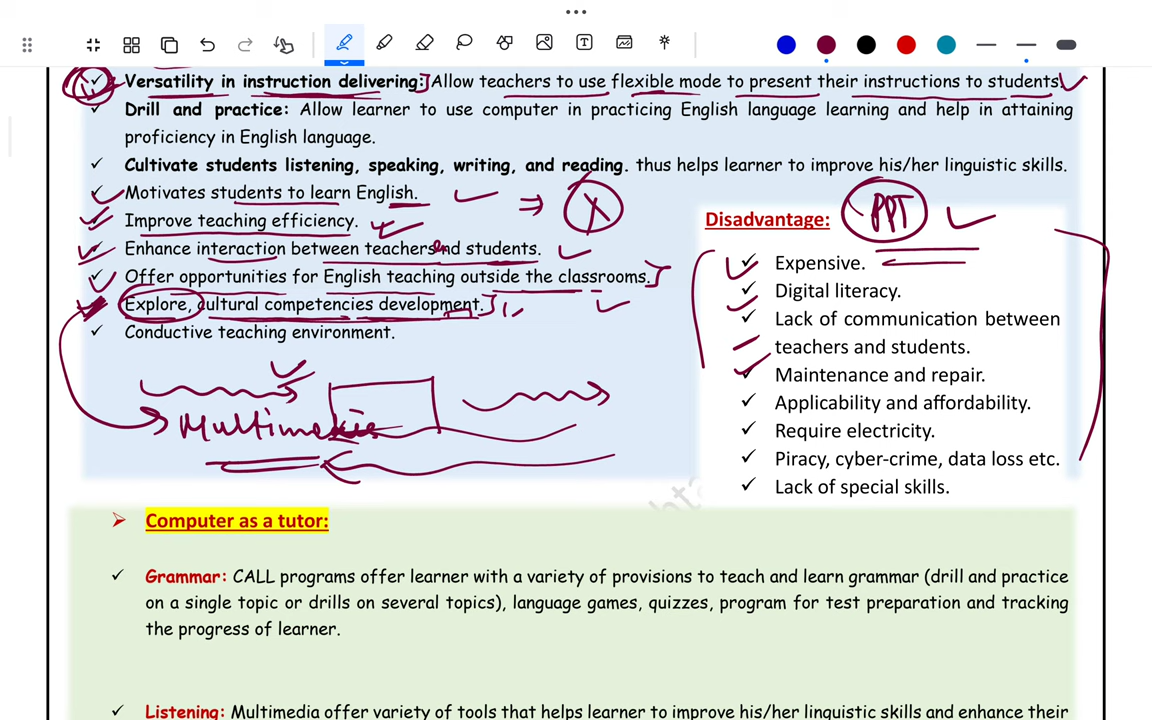 Versatility in instruction delivering: Allow teachers to use flexible mode to present their instructions to students.
Drill and practice: Allow learner to use computer in practicing English language learning and help in attaining
proficiency in English language.
Cultivate students listening, speaking, writing, and reading. thus helps learner to improve his/her linguistic skills.
Motivates students to learn English.
Improve teaching efficiency.
Enhance interaction between teachers and students.
Offer opportunities for English teaching outside the classrooms.
Explore, cultural competencies development.
Conductive teaching environment.
Multimedia
X
PPT
Disadvantage:
Expensive.
Digital literacy.
Lack of communication between
teachers and students.
Maintenance and repair.
Applicability and affordability.
Require electricity.
Piracy, cyber-crime, data loss etc.
Lack of special skills.
Computer as a tutor:
Grammar: CALL programs offer learner with a variety of provisions to teach and learn grammar (drill and practice
on a single topic or drills on several topics), language games, quizzes, program for test preparation and tracking
the progress of learner.
Listening: Multimedia offer variety of tools that helps learner to improve his/her linguistic skills and enhance their